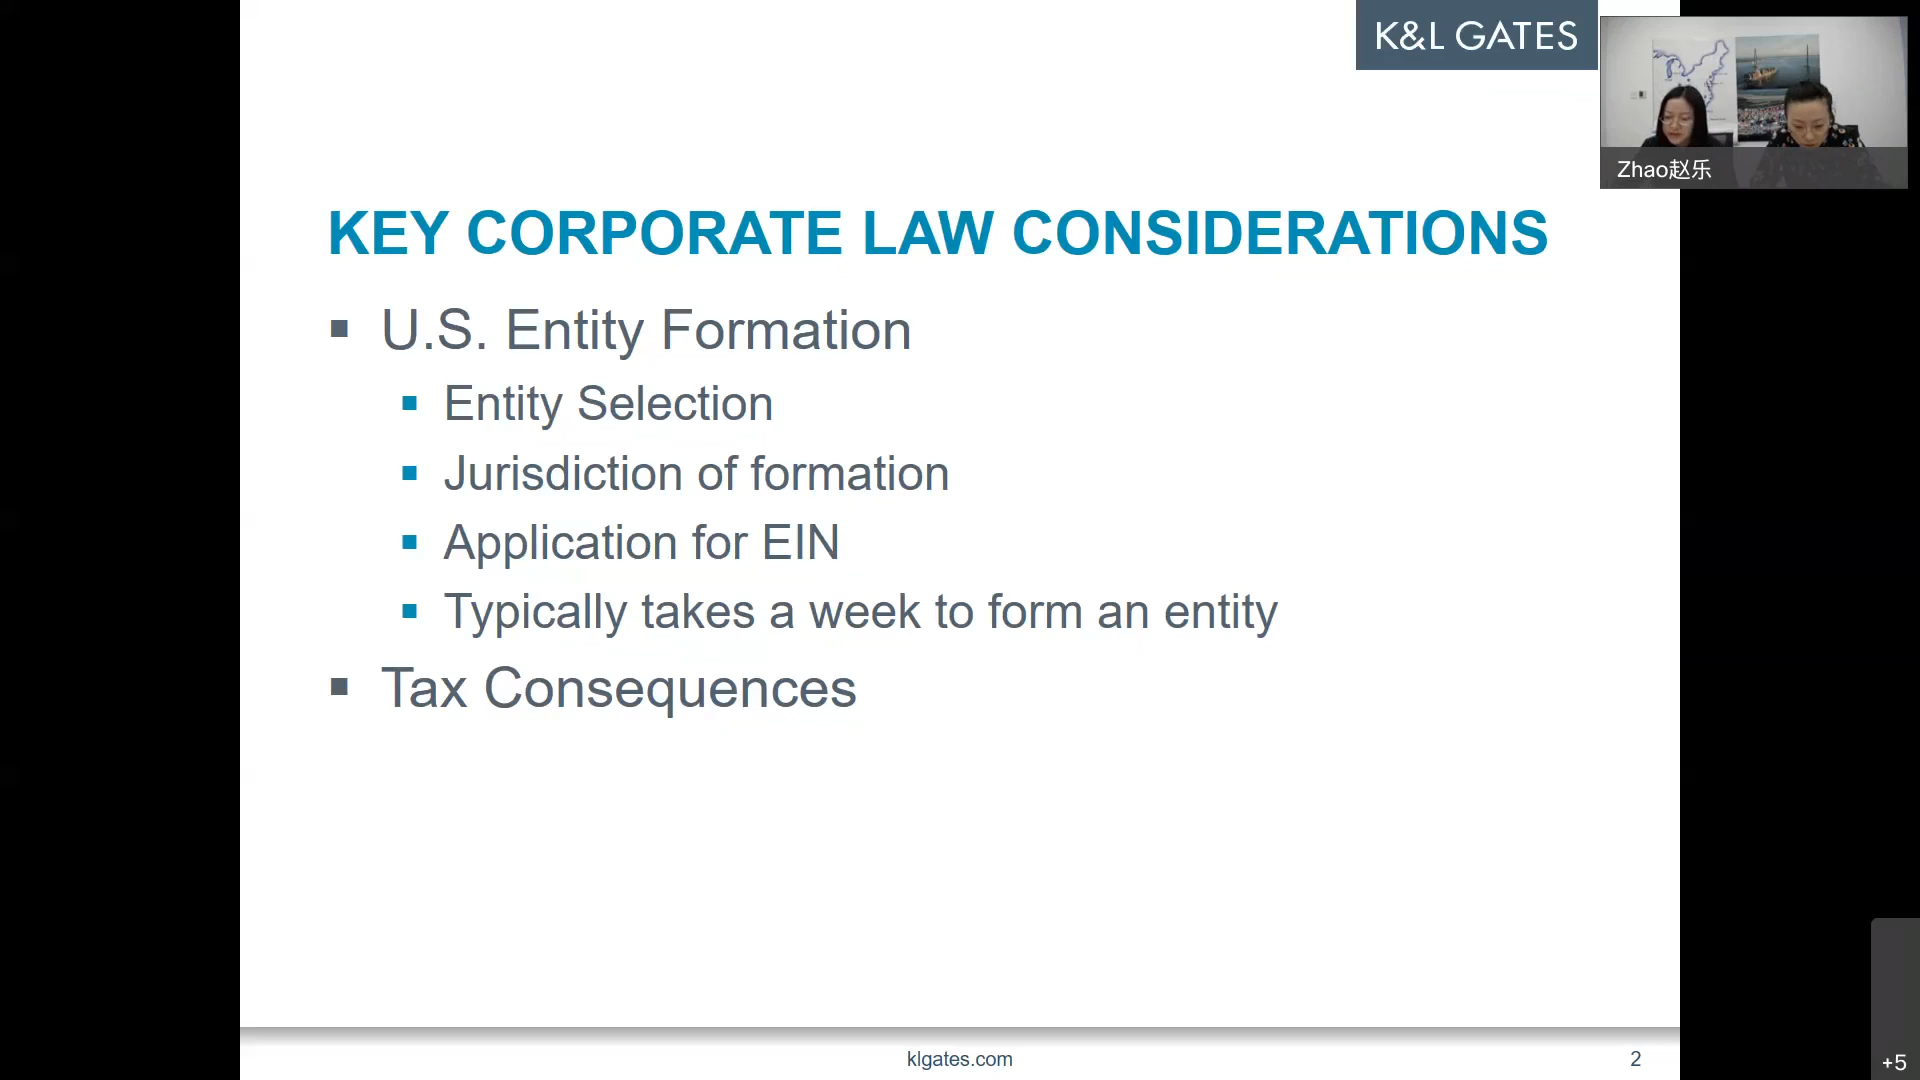 K&L GATES
Zhao赵乐
KEY CORPORATE LAW CONSIDERATIONS
U.S. Entity Formation
Entity Selection
Jurisdiction of formation
Application for EIN
Typically takes a week to form an entity
Tax Consequences
klgates.com
2
+5